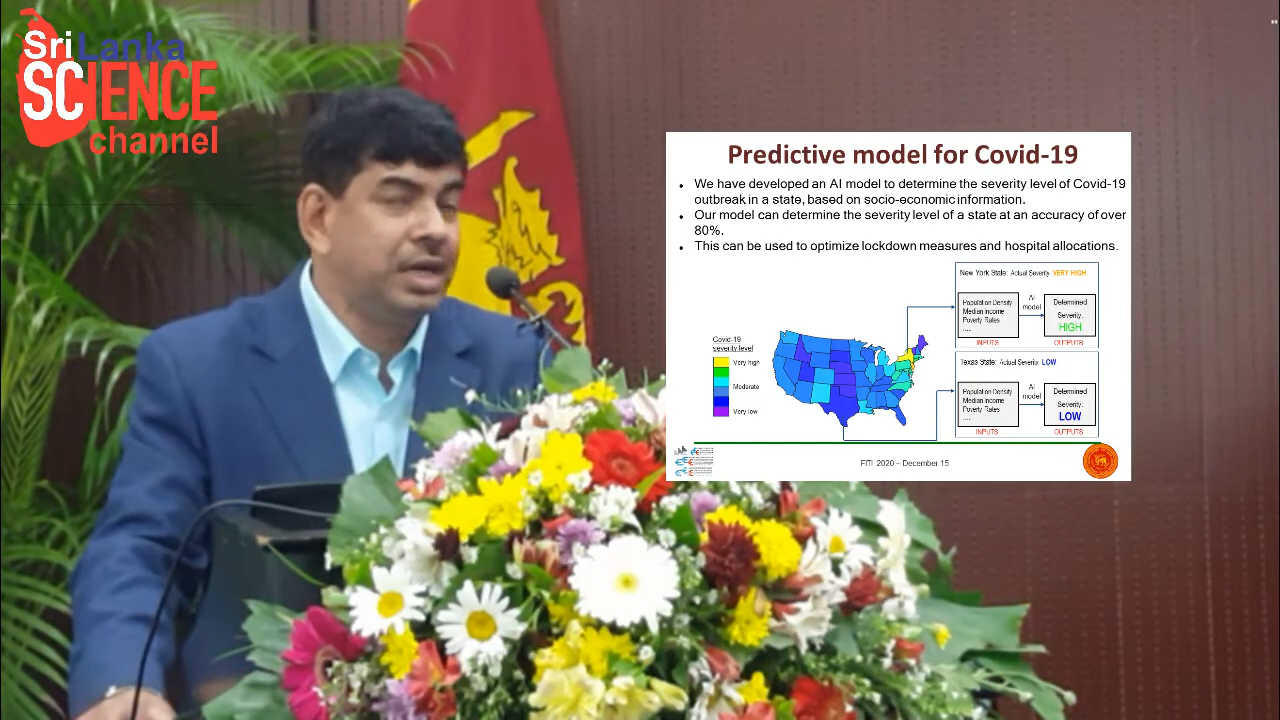 Sri Lanka
SCIENCE
channel
Predictive model for Covid-19
We have developed an AI model to determine the severity level of Covid-19
outbreak in a state, based on socio-economic information.
Our model can determine the severity level of a state at an accuracy of over
80%.
This can be used to optimize lockdown measures and hospital allocations.
Covid-19
severity level
Very high
Moderate
Very low
New York State: Actual Severity VERY HIGH
Population Density
Median Income
Poverty Rates
....
AI
model
Determined
Severity:
HIGH
INPUTS
OUTPUTS
Texas State: Actual Severity LOW
Population Density
Median Income
Poverty Rates
....
AI
model
Determined
Severity:
LOW
INPUTS
OUTPUTS
FITI 2020 – December 15